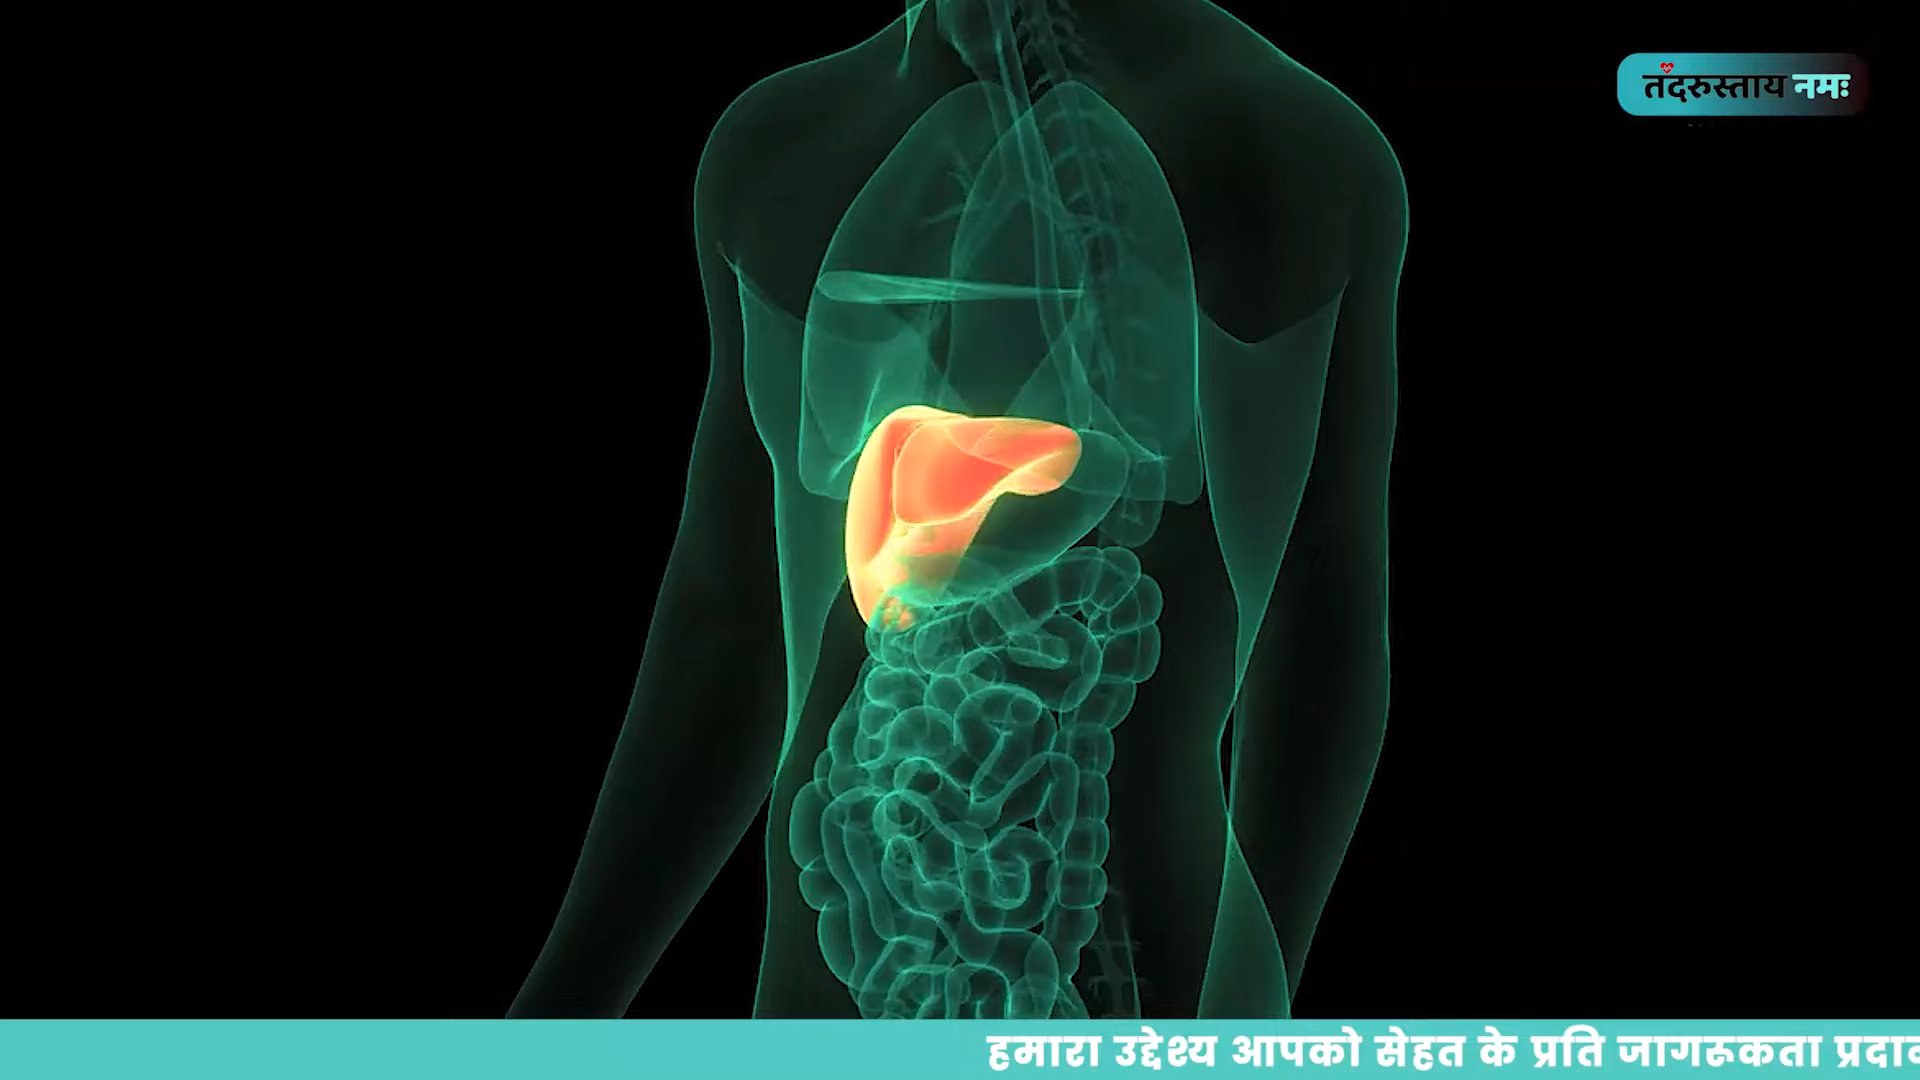 तंदरुस्ताय नमः
हमारा उद्देश्य आपको सेहत के प्रति जागरूकता